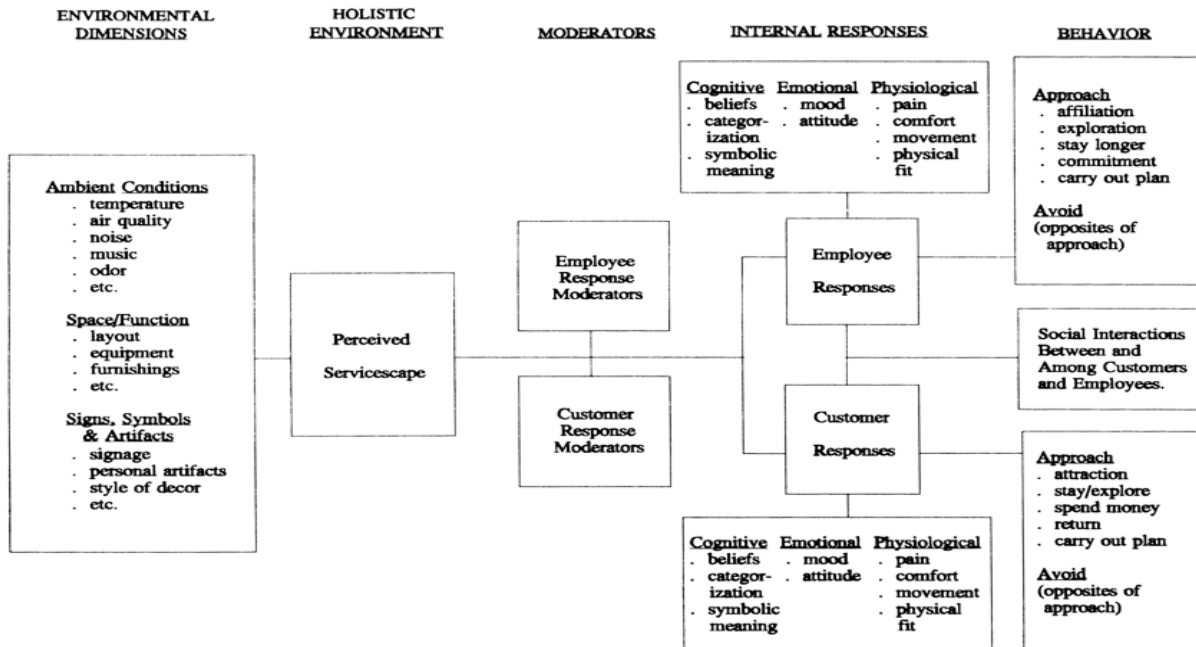 ENVIRONMENTAL
DIMENSIONS
HOLISTIC
ENVIRONMENT
MODERATORS
INTERNAL RESPONSES
BEHAVIOR
Ambient Conditions
. temperature
. air quality
. noise
. music
. odor
. etc.
Space/Function
. layout
. equipment
. furnishings
. etc.
Signs, Symbols
& Artifacts
. signage
. personal artifacts
. style of decor
. etc.
Perceived
Servicescape
Employee
Response
Moderators
Customer
Response
Moderators
Cognitive
. beliefs
. categor-
ization
. symbolic
meaning
Emotional
. mood
. attitude
Physiological
. pain
. comfort
movement
. physical
fit
Employee
Responses
Customer
Responses
Cognitive
. beliefs
. categor-
ization
. symbolic
meaning
Emotional
. mood
. attitude
Physiological
. pain
. comfort
. movement
. physical
fit
Approach
. affiliation
. exploration
. stay longer
. commitment
. carry out plan
Avoid
(opposites of
approach)
Social Interactions
Between and
Among Customers
and Employees.
Approach
. attraction
. stay/explore
. spend money
. return
. carry out plan
Avoid
(opposites of
approach)